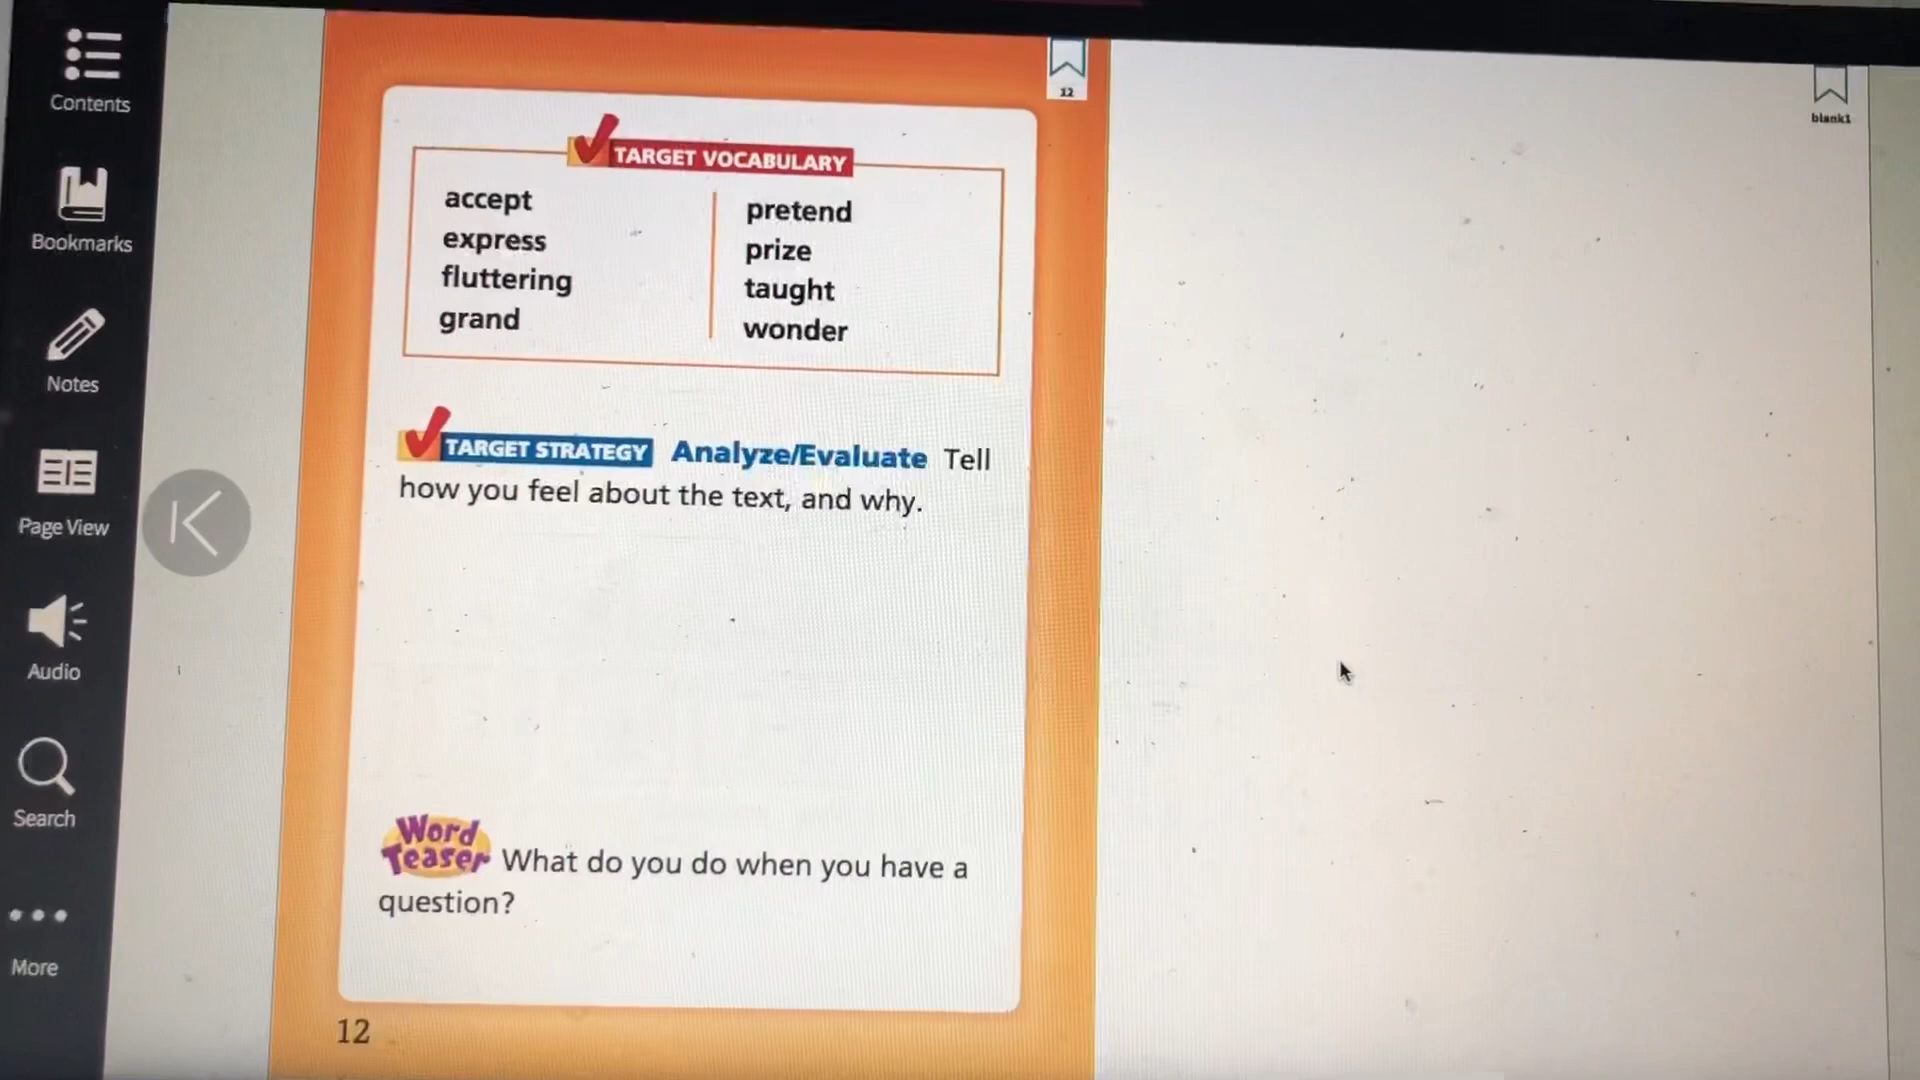 Contents
Bookmarks
Notes
Page View
Audio
Search
More
12
blank1
TARGET VOCABULARY
accept
express
fluttering
grand
pretend
prize
taught
wonder
TARGET STRATEGY Analyze/Evaluate Tell
how you feel about the text, and why.
Word
Teaser What do you do when you have a
question?
12